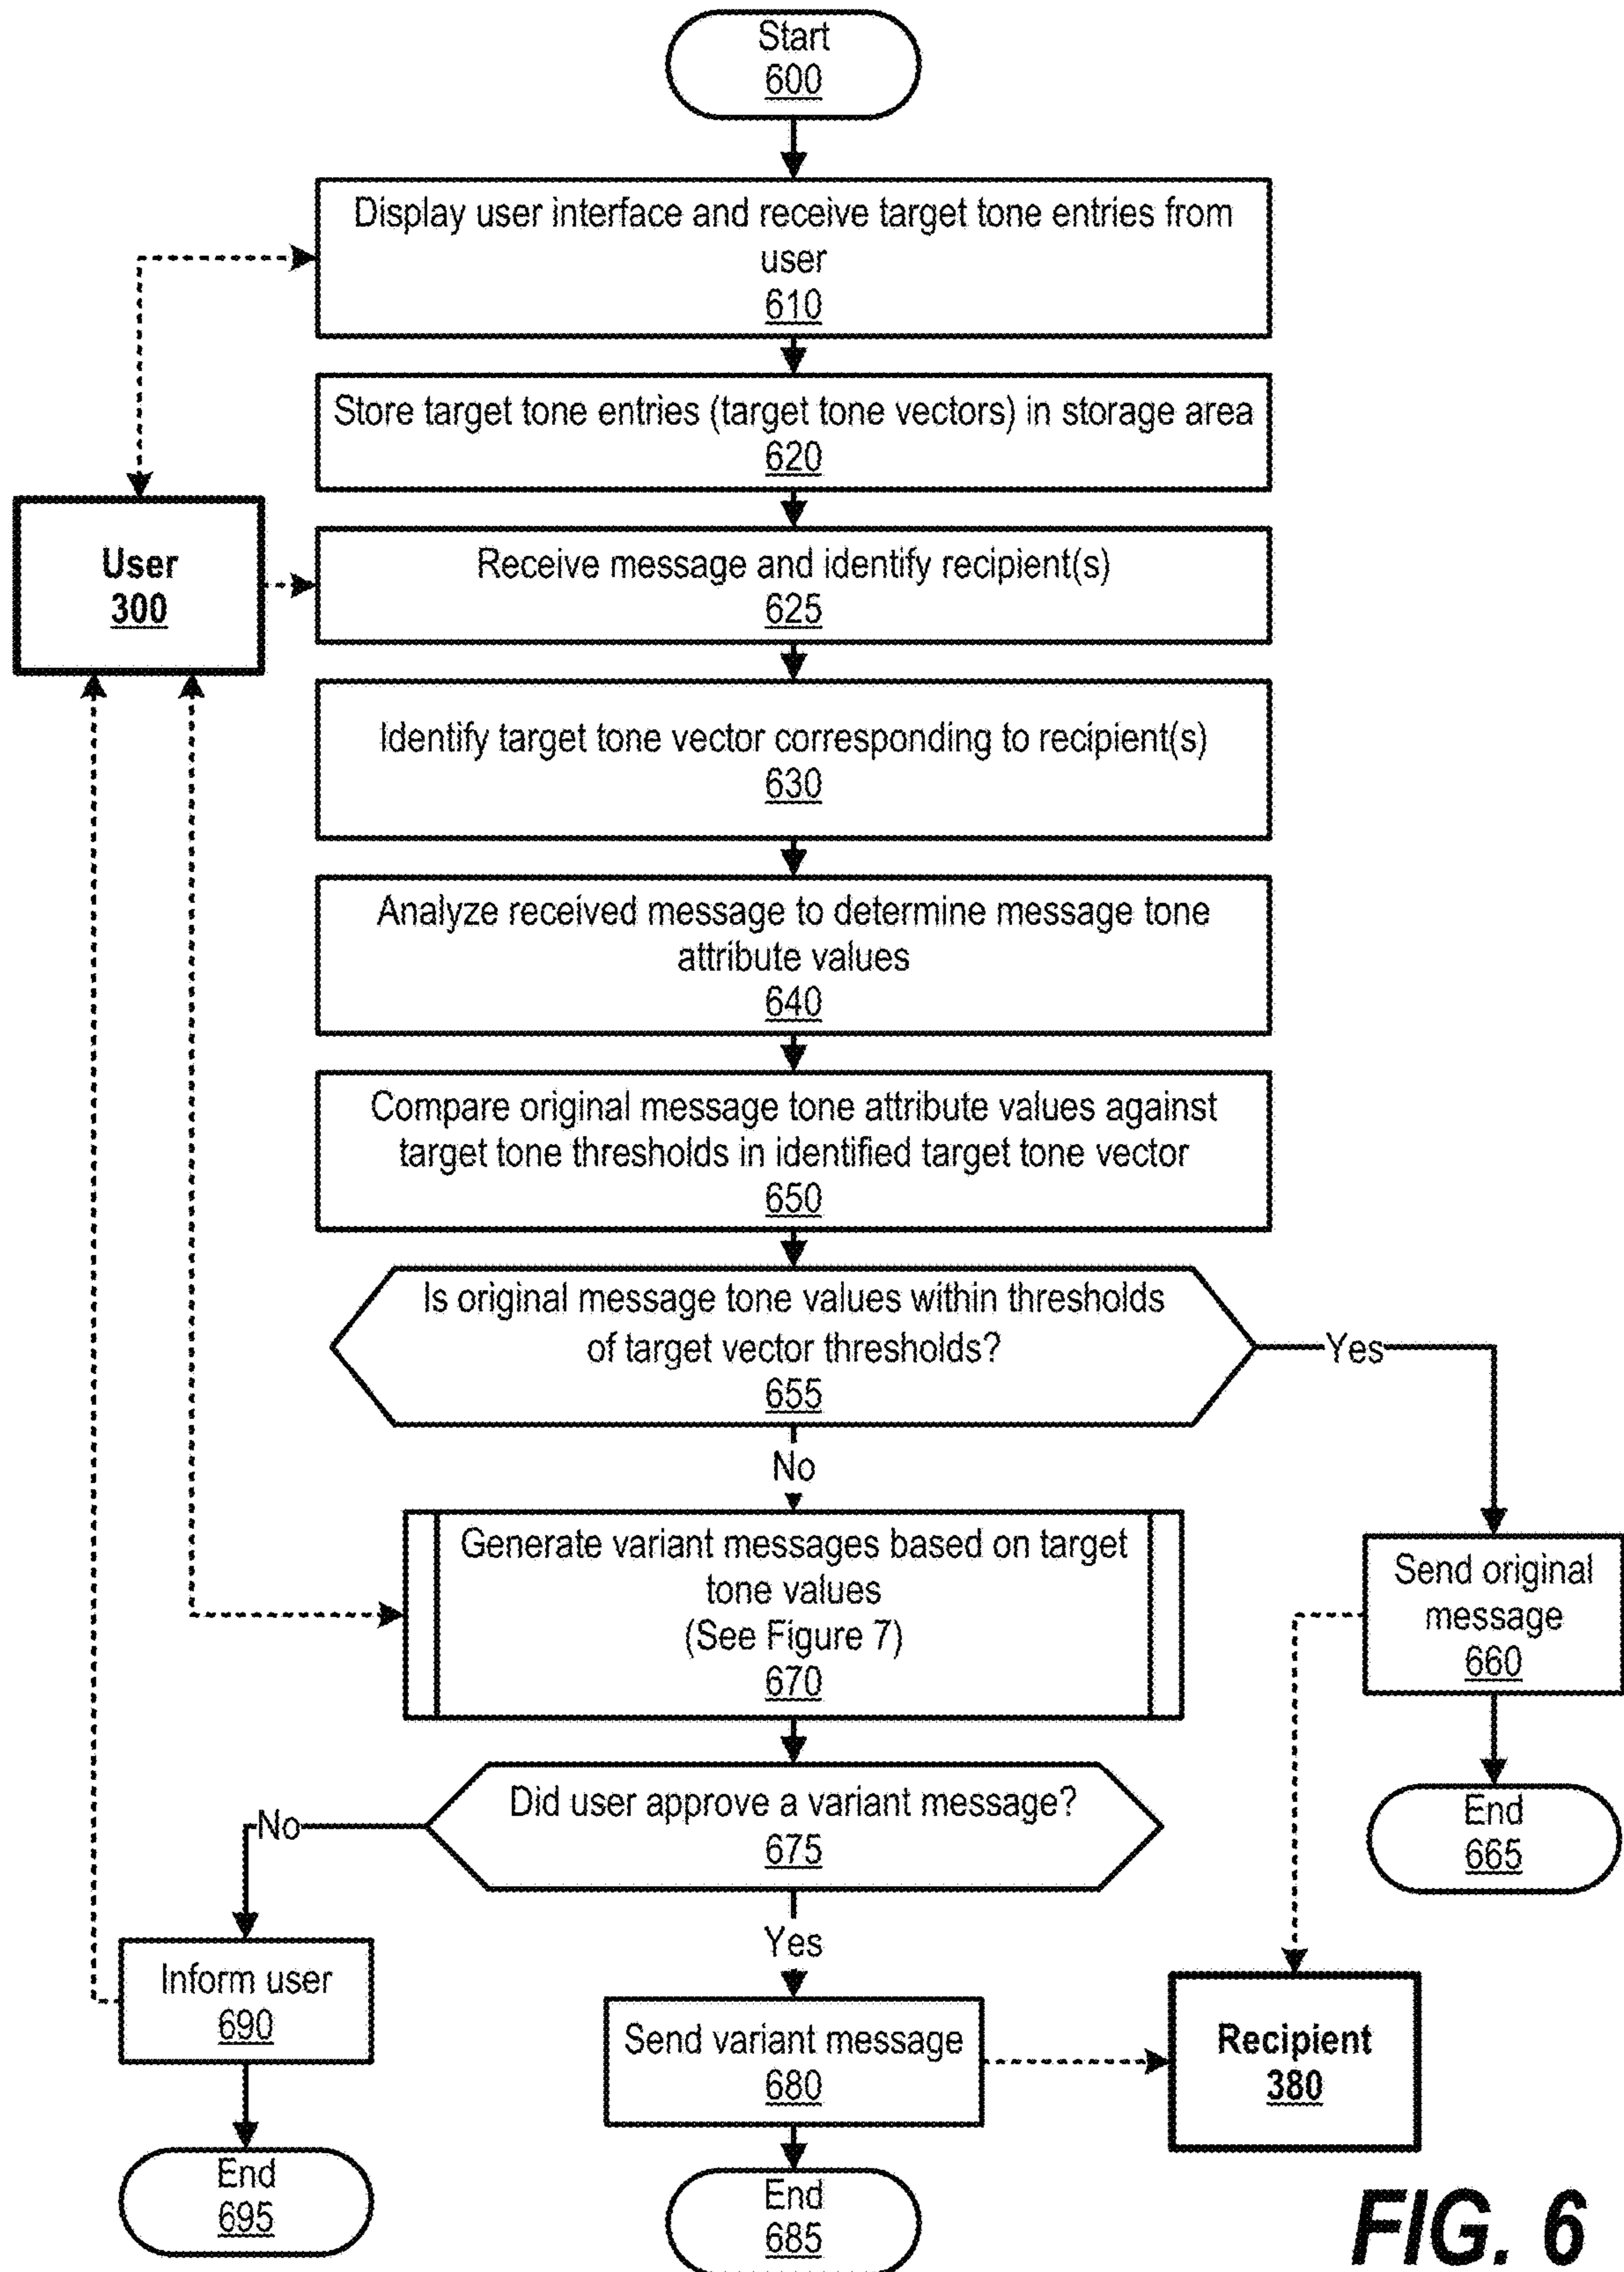 Start
600
Display user interface and receive target tone entries from
user
610
Store target tone entries (target tone vectors) in storage area
620
User
300
Receive message and identify recipient(s)
625
Identify target tone vector corresponding to recipient(s)
630
Analyze received message to determine message tone
attribute values
640
Compare original message tone attribute values against
target tone thresholds in identified target tone vector
650
Is original message tone values within thresholds
of target vector thresholds?
655
Yes
No
Generate variant messages based on target
tone values
(See Figure 7)
670
Send original
message
660
End
665
Did user approve a variant message?
675
No
Yes
Inform user
690
Send variant message
680
Recipient
380
End
695
End
685
FIG. 6